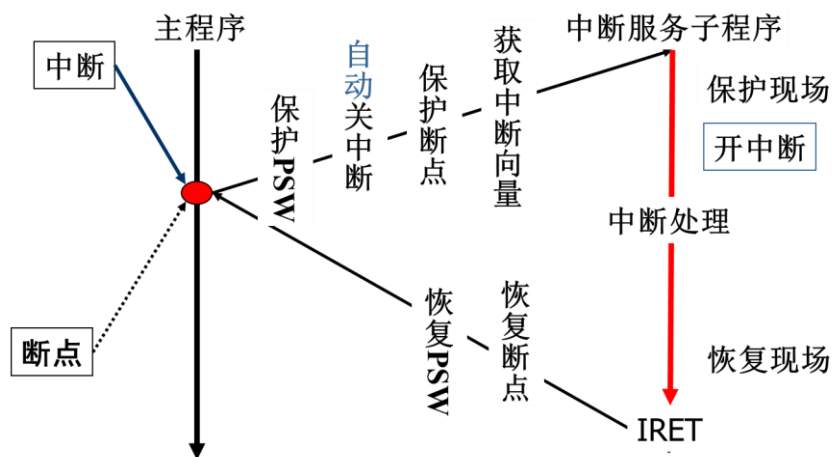 主程序
中断服务子程序
中断
保护PSW
自动关中断
保护断点
获取中断向量
保护现场
开中断
中断处理
断点
恢复PSW
恢复断点
恢复现场
IRET